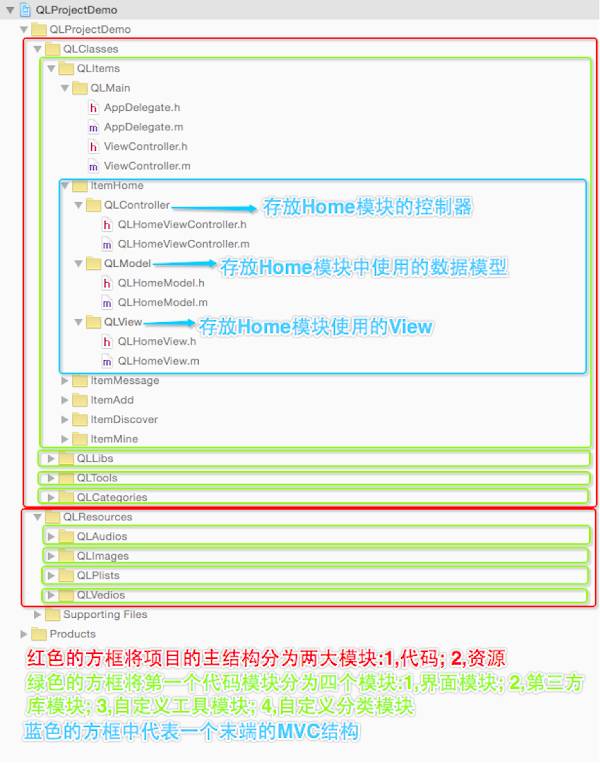 QLProjectDemo
QLProjectDemo
QLClasses
QLItems
QLMain
h AppDelegate.h
m AppDelegate.m
h ViewController.h
m ViewController.m
ItemHome
QLController 存放Home模块的控制器
h QLHomeViewController.h
m QLHomeViewController.m
QLModel 存放Home模块中使用的数据模型
h QLHomeModel.h
m QLHomeModel.m
QLView 存放Home模块使用的View
h QLHomeView.h
m QLHomeView.m
ItemMessage
ItemAdd
ItemDiscover
ItemMine
QLLibs
QLTools
QLCategories
QLResources
QLAudios
QLImages
QLPlists
QLVedios
Supporting Files
Products
红色的方框将项目的主结构分为两大模块:1,代码; 2,资源
绿色的方框将第一个代码模块分为四个模块:1,界面模块; 2,第三方
库模块; 3,自定义工具模块; 4,自定义分类模块
蓝色的方框中代表一个末端的MVC结构